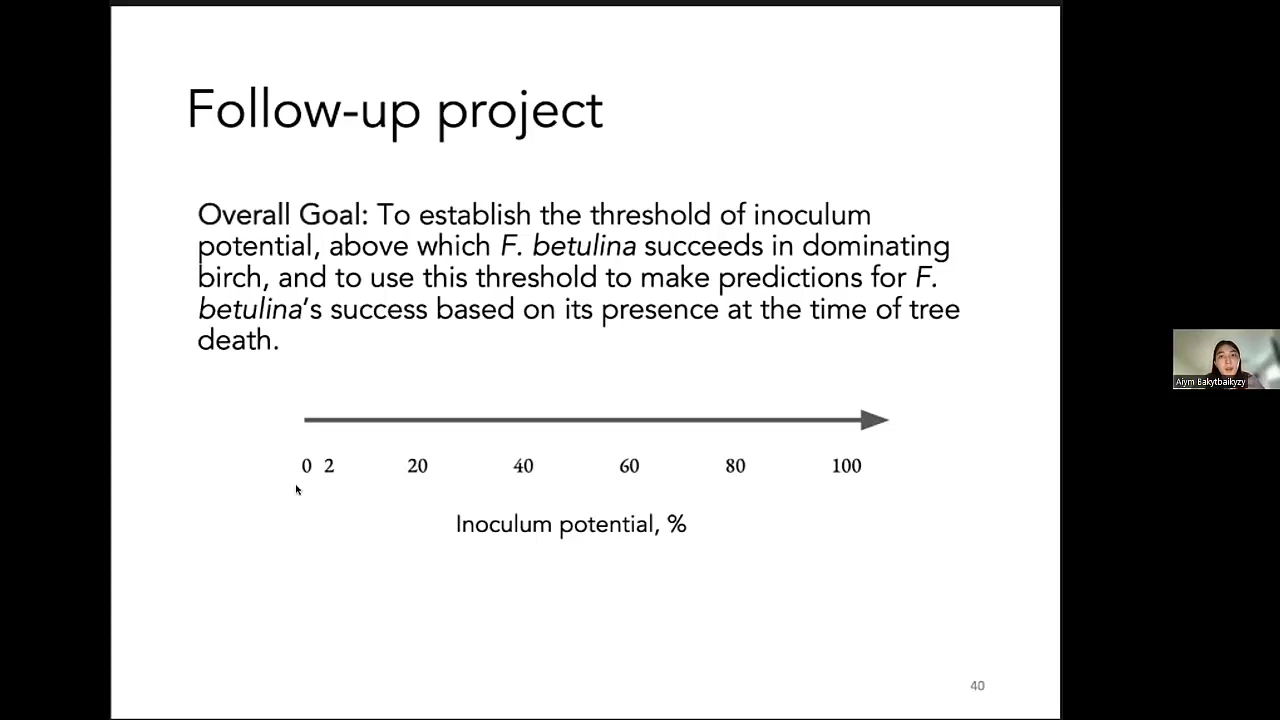 Follow-up project
Overall Goal: To establish the threshold of inoculum
potential, above which F. betulina succeeds in dominating
birch, and to use this threshold to make predictions for F.
betulina's success based on its presence at the time of tree
death.
0 2 20 40 60 80 100
Inoculum potential, %
40
Aiym Bakytbaikyzy